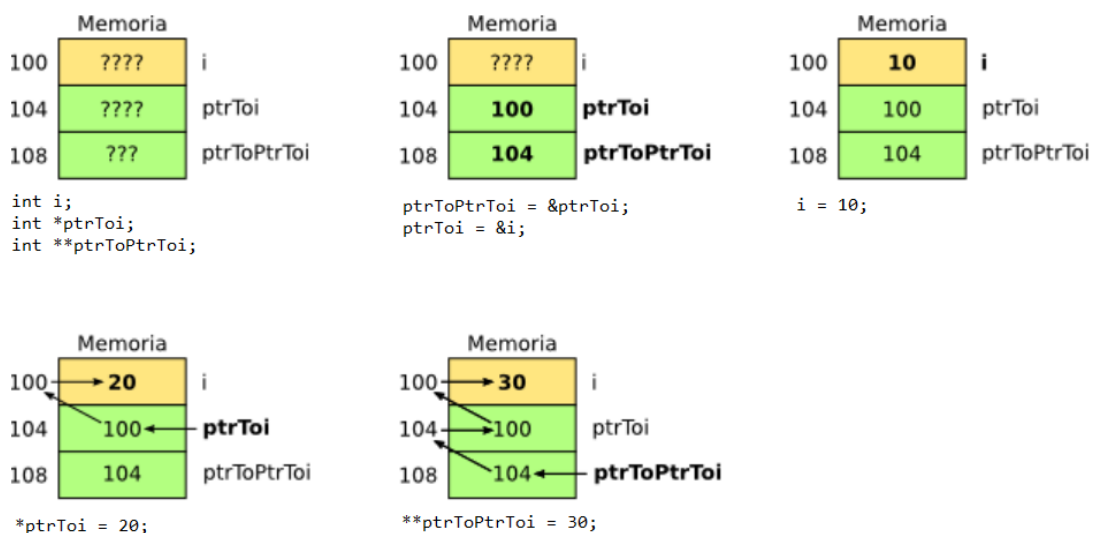 Memoria
100 ???? i
104 ???? ptrToi
108 ??? ptrToPtrToi
int i;
int *ptrToi;
int **ptrToPtrToi;
Memoria
100 ???? i
104 100 ptrToi
108 104 ptrToPtrToi
ptrToPtrToi = &ptrToi;
ptrToi = &i;
Memoria
100 10 i
104 100 ptrToi
108 104 ptrToPtrToi
i = 10;
Memoria
100 20 i
104 100 ptrToi
108 104 ptrToPtrToi
*ptrToi = 20;
Memoria
100 30 i
104 100 ptrToi
108 104 ptrToPtrToi
**ptrToPtrToi = 30;